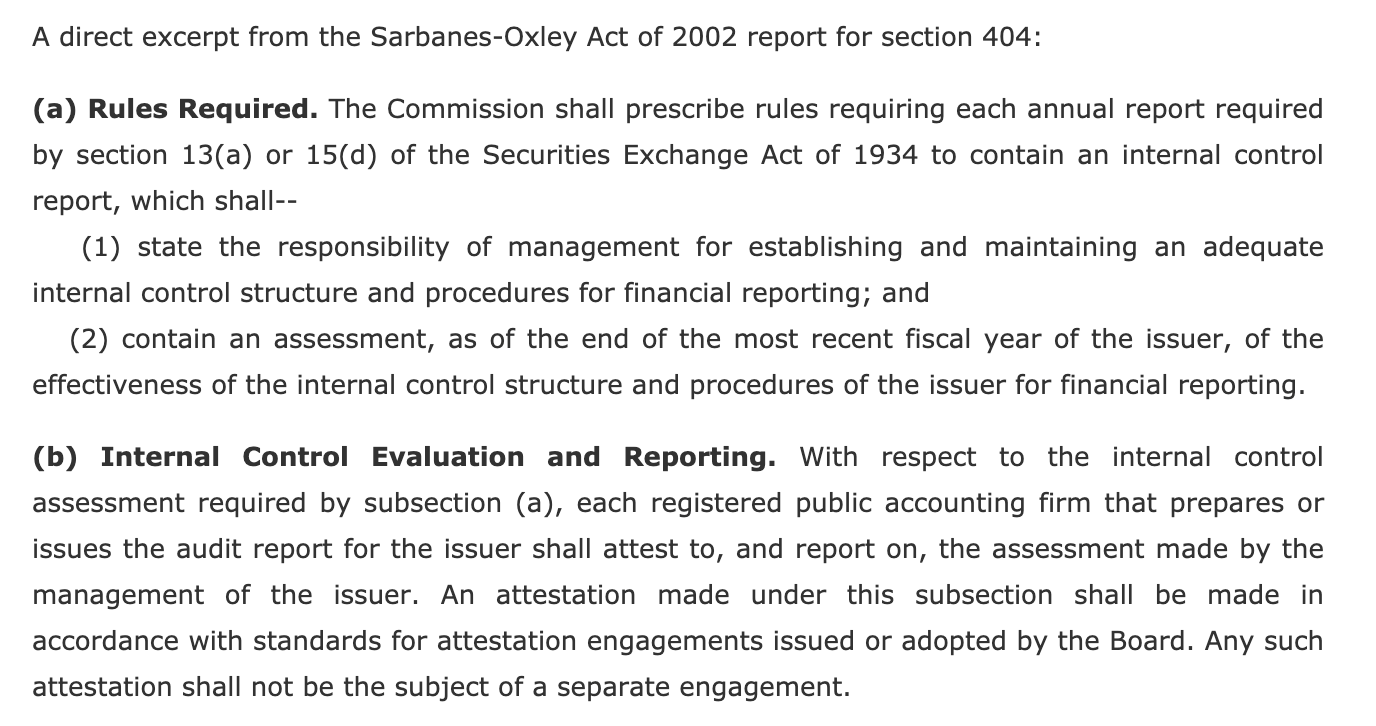 A direct excerpt from the Sarbanes-Oxley Act of 2002 report for section 404:
(a) Rules Required. The Commission shall prescribe rules requiring each annual report required
by section 13(a) or 15(d) of the Securities Exchange Act of 1934 to contain an internal control
report, which shall--
(1) state the responsibility of management for establishing and maintaining an adequate
internal control structure and procedures for financial reporting; and
(2) contain an assessment, as of the end of the most recent fiscal year of the issuer, of the
effectiveness of the internal control structure and procedures of the issuer for financial reporting.
(b) Internal Control Evaluation and Reporting. With respect to the internal control
assessment required by subsection (a), each registered public accounting firm that prepares or
issues the audit report for the issuer shall attest to, and report on, the assessment made by the
management of the issuer. An attestation made under this subsection shall be made in
accordance with standards for attestation engagements issued or adopted by the Board. Any such
attestation shall not be the subject of a separate engagement.